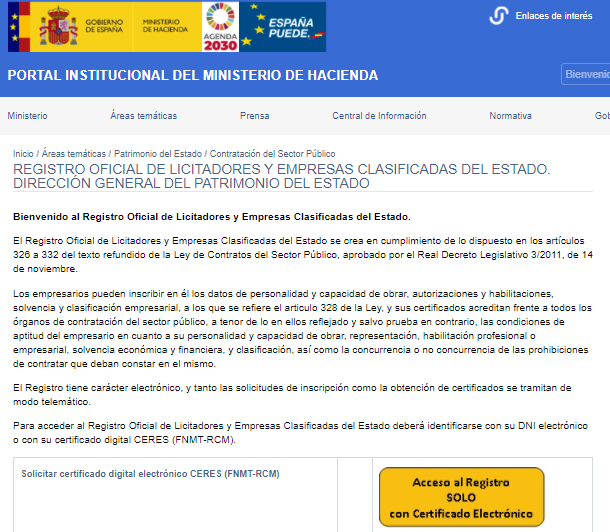 GOBIERNO
DE ESPAÑA
MINISTERIO
DE HACIENDA
AGENDA
2030
ESPAÑA
PUEDE.
Enlaces de interés
PORTAL INSTITUCIONAL DEL MINISTERIO DE HACIENDA
Bienvenid
Ministerio
Áreas temáticas
Prensa
Central de Información
Normativa
Gob
Inicio / Áreas temáticas / Patrimonio del Estado / Contratación del Sector Público
REGISTRO OFICIAL DE LICITADORES Y EMPRESAS CLASIFICADAS DEL ESTADO.
DIRECCIÓN GENERAL DEL PATRIMONIO DEL ESTADO
Bienvenido al Registro Oficial de Licitadores y Empresas Clasificadas del Estado.
El Registro Oficial de Licitadores y Empresas Clasificadas del Estado se crea en cumplimiento de lo dispuesto en los artículos
326 a 332 del texto refundido de la Ley de Contratos del Sector Público, aprobado por el Real Decreto Legislativo 3/2011, de 14
de noviembre.
Los empresarios pueden inscribir en él los datos de personalidad y capacidad de obrar, autorizaciones y habilitaciones,
solvencia y clasificación empresarial, a los que se refiere el articulo 328 de la Ley, y sus certificados acreditan frente a todos los
órganos de contratación del sector público, a tenor de lo en ellos reflejado y salvo prueba en contrario, las condiciones de
aptitud del empresario en cuanto a su personalidad y capacidad de obrar, representación, habilitación profesional o
empresarial, solvencia económica y financiera, y clasificación, así como la concurrencia o no concurrencia de las prohibiciones
de contratar que deban constar en el mismo.
El Registro tiene carácter electrónico, y tanto las solicitudes de inscripción como la obtención de certificados se tramitan de
modo telemático.
Para acceder al Registro Oficial de Licitadores y Empresas Clasificadas del Estado deberá identificarse con su DNI electrónico
o con su certificado digital CERES (FNMT-RCM).
Solicitar certificado digital electrónico CERES (FNMT-RCM)
Acceso al Registro
SOLO
con Certificado Electrónico